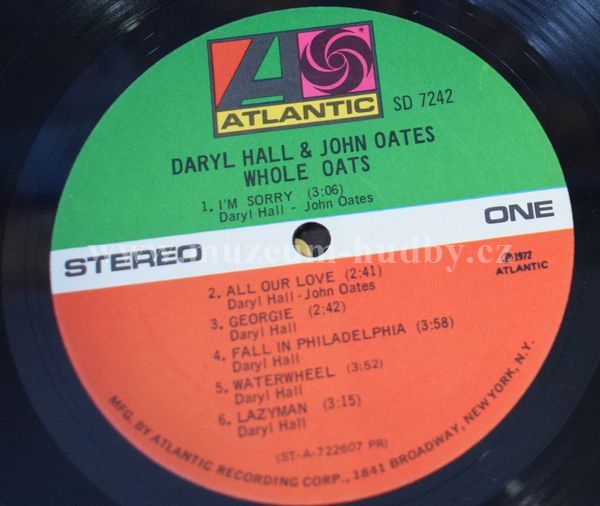 ATLANTIC
SD 7242
DARYL HALL & JOHN OATES
WHOLE OATS
1. I'M SORRY (3:06)
Daryl Hall - John Oates
STEREO
ONE
www.muzeum-hudby.cz
℗ 1972
ATLANTIC
2. ALL OUR LOVE (2:41)
Daryl Hall - John Oates
3. GEORGIE (2:42)
Daryl Hall
4. FALL IN PHILADELPHIA (3:58)
Daryl Hall
5. WATERWHEEL (3:52)
Daryl Hall
6. LAZYMAN (3:15)
Daryl Hall
(ST-A-722607 PR)
MFG. BY ATLANTIC RECORDING CORP., 1841 BROADWAY, NEW YORK, N.Y.